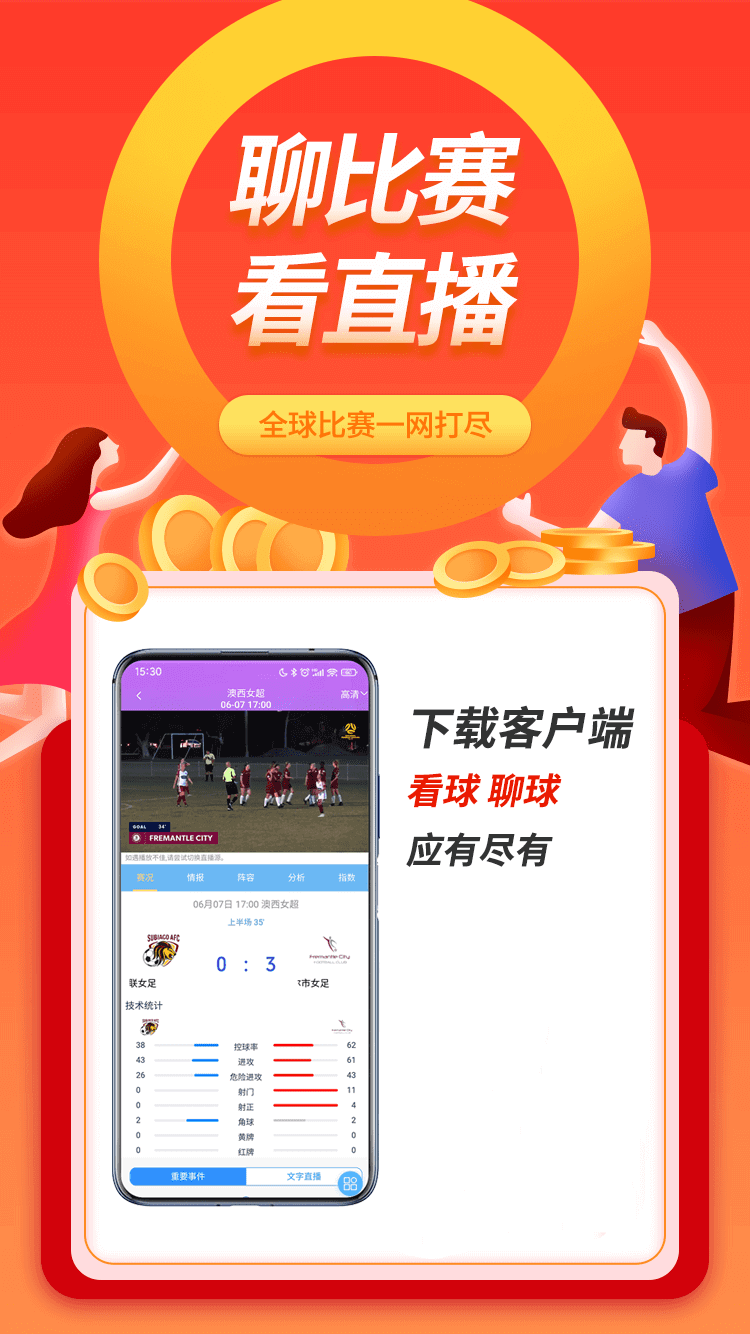 聊比赛
看直播
全球比赛一网打尽
下载客户端
看球 聊球
应有尽有
15:30
澳西女超
高清
06-07 17:00
GOAL 34'
FREMANTLE CITY
如遇播放不佳,请尝试切换直播源。
赛况 情报 阵容 分析 指数
06月07日 17:00 澳西女超
上半场 35'
SUBIACO AFC
Fremantle City
0 : 3
联女足
市女足
技术统计
38 控球率 62
43 进攻 61
26 危险进攻 43
0 射门 11
0 射正 4
2 角球 2
0 黄牌 0
0 红牌 0
重要事件 文字直播